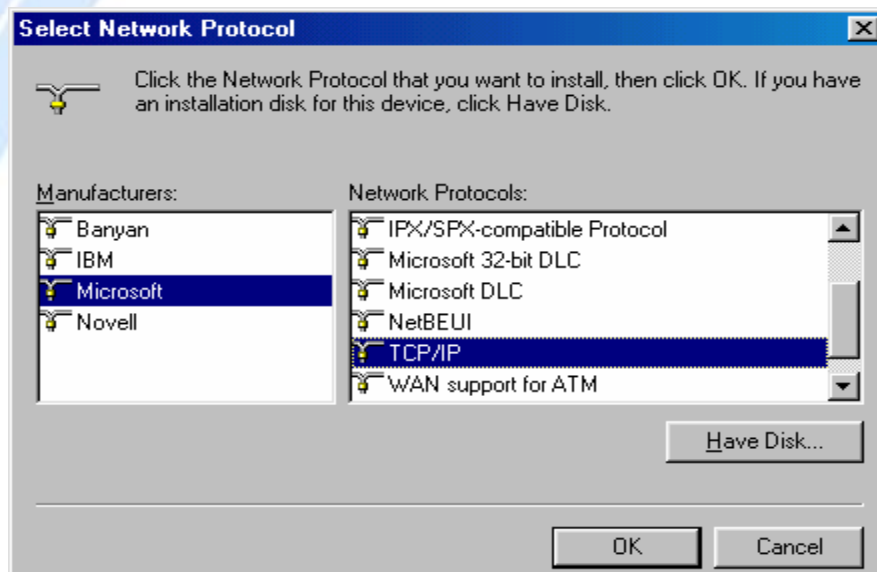 Select Network Protocol
Click the Network Protocol that you want to install, then click OK. If you have
an installation disk for this device, click Have Disk.
Manufacturers:
Banyan
IBM
Microsoft
Novell
Network Protocols:
IPX/SPX-compatible Protocol
Microsoft 32-bit DLC
Microsoft DLC
NetBEUI
TCP/IP
WAN support for ATM
Have Disk...
OK
Cancel